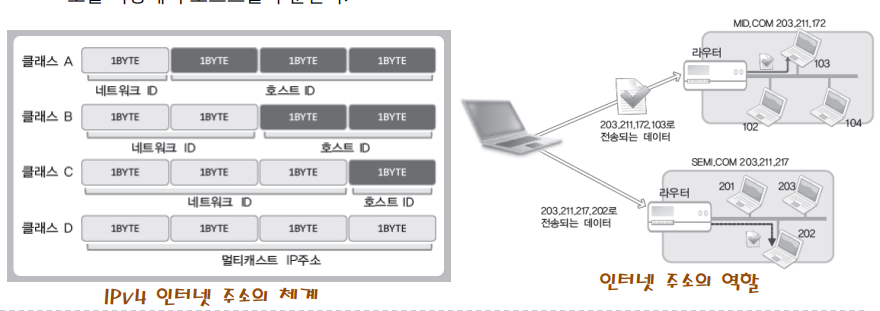 클래스 A 1BYTE 1BYTE 1BYTE 1BYTE
네트워크 ID 호스트 ID
클래스 B 1BYTE 1BYTE 1BYTE 1BYTE
네트워크 ID 호스트 ID
클래스 C 1BYTE 1BYTE 1BYTE 1BYTE
네트워크 ID 호스트 ID
클래스 D 1BYTE 1BYTE 1BYTE 1BYTE
멀티캐스트 IP주소
IPv4 인터넷 주소의 체계
MID.COM 203,211,172
라우터
103
102
104
203,211,172,103로
전송되는 데이터
SEMI.COM 203,211,217
라우터
201
203
202
203,211,217,202로
전송되는 데이터
인터넷 주소의 역할